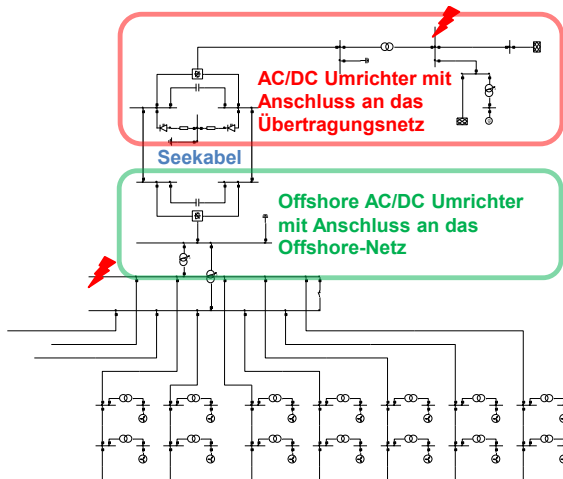 AC/DC Umrichter mit
Anschluss an das
Übertragungsnetz
Seekabel
Offshore AC/DC Umrichter
mit Anschluss an das
Offshore-Netz